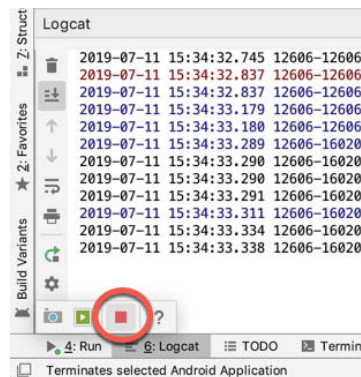 Logcat
2019-07-11 15:34:32.745 12606-12606
2019-07-11 15:34:32.837 12606-12606
2019-07-11 15:34:32.837 12606-12606
2019-07-11 15:34:33.179 12606-12606
2019-07-11 15:34:33.180 12606-12606
2019-07-11 15:34:33.289 12606-16020
2019-07-11 15:34:33.290 12606-16020
2019-07-11 15:34:33.290 12606-16020
2019-07-11 15:34:33.291 12606-16020
2019-07-11 15:34:33.311 12606-16020
2019-07-11 15:34:33.334 12606-16020
2019-07-11 15:34:33.338 12606-16020
Z: Struct
2: Favorites
Build Variants
?
4: Run 6: Logcat TODO Termin
Terminates selected Android Application